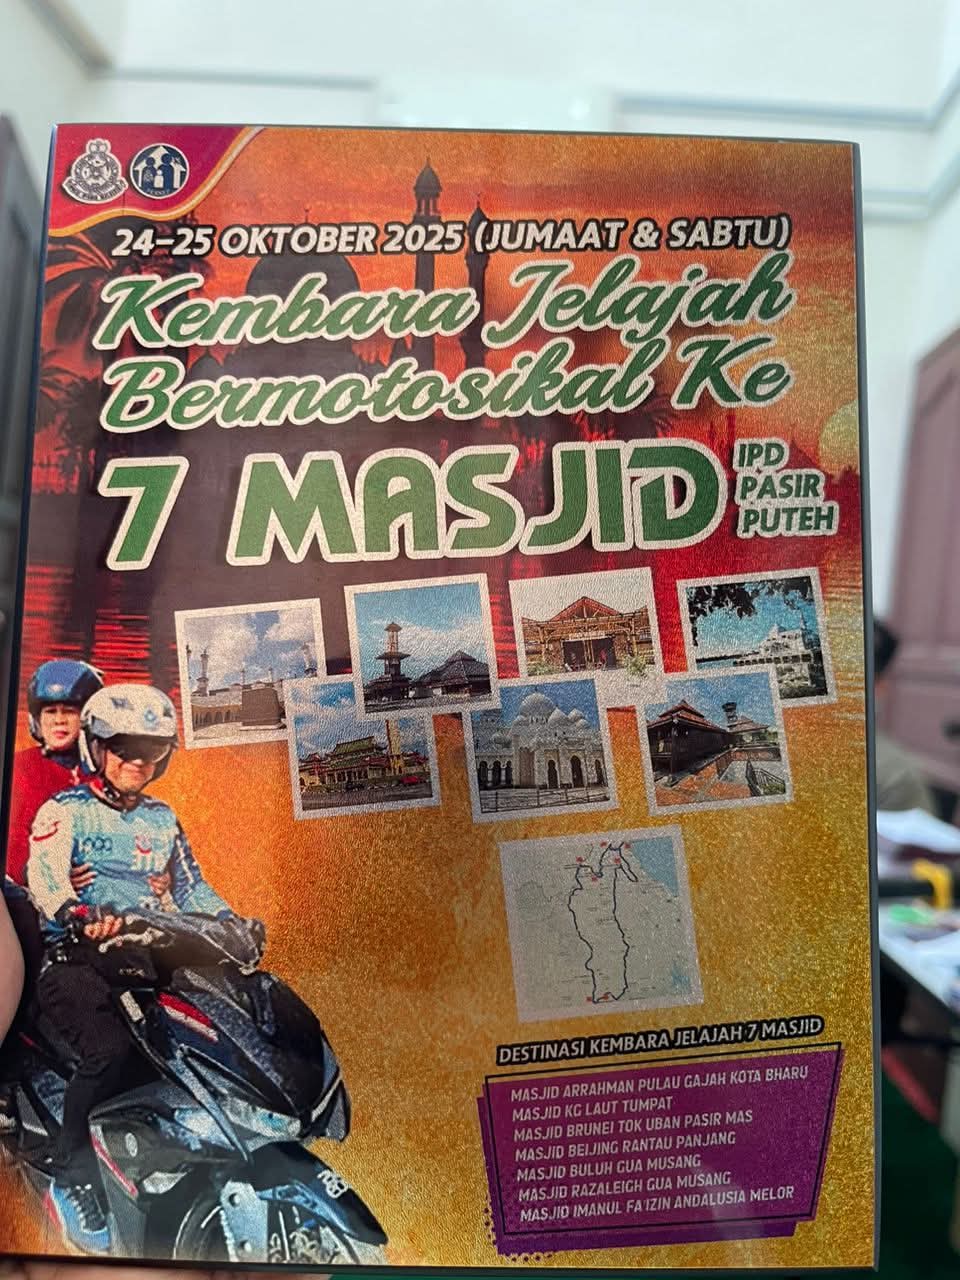 24-25 OKTOBER 2025 (JUMAAT & SABTU)
Kembara Jelajah
Bermotosikal Ke
7 MASJID
IPD
PASIR
PUTEH
DESTINASI KEMBARA JELAJAH 7 MASJID
MASJID ARRAHMAN PULAU GAJAH KOTA BHARU
MASJID KG LAUT TUMPAT
MASJID BRUNEI TOK UBAN PASIR MAS
MASJID BEIJING RANTAU PANJANG
MASJID BULUH GUA MUSANG
MASJID RAZALEIGH GUA MUSANG
MASJID IMANUL FA'IZIN ANDALUSIA MELOR